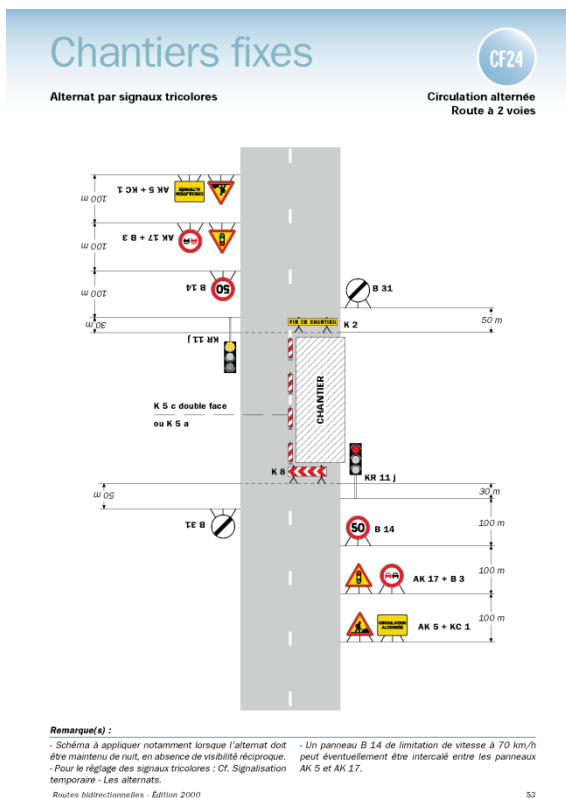 Chantiers fixes
CF24
Alternat par signaux tricolores
Circulation alternée
Route à 2 voies
AK 5 + KC 1
CIRCULATION
ALTERNÉE
100 m
AK 17 + B 3
100 m
B 14
50
100 m
B 31
KR 11 j
30 m
FIN DE CHANTIER
K 2
50 m
CHANTIER
K 5 c double face
ou K 5 a
K 8
KR 11 j
50 m
30 m
B 31
50
B 14
100 m
AK 17 + B 3
100 m
CIRCULATION
ALTERNÉE
AK 5 + KC 1
100 m
Remarque(s) :
- Schéma à appliquer notamment lorsque l'alternat doit
être maintenu de nuit, en absence de visibilité réciproque.
- Pour le réglage des signaux tricolores : Cf. Signalisation
temporaire - Les alternats.
- Un panneau B 14 de limitation de vitesse à 70 km/h
peut éventuellement être intercalé entre les panneaux
AK 5 et AK 17.
Routes bidirectionnelles - Édition 2000
53